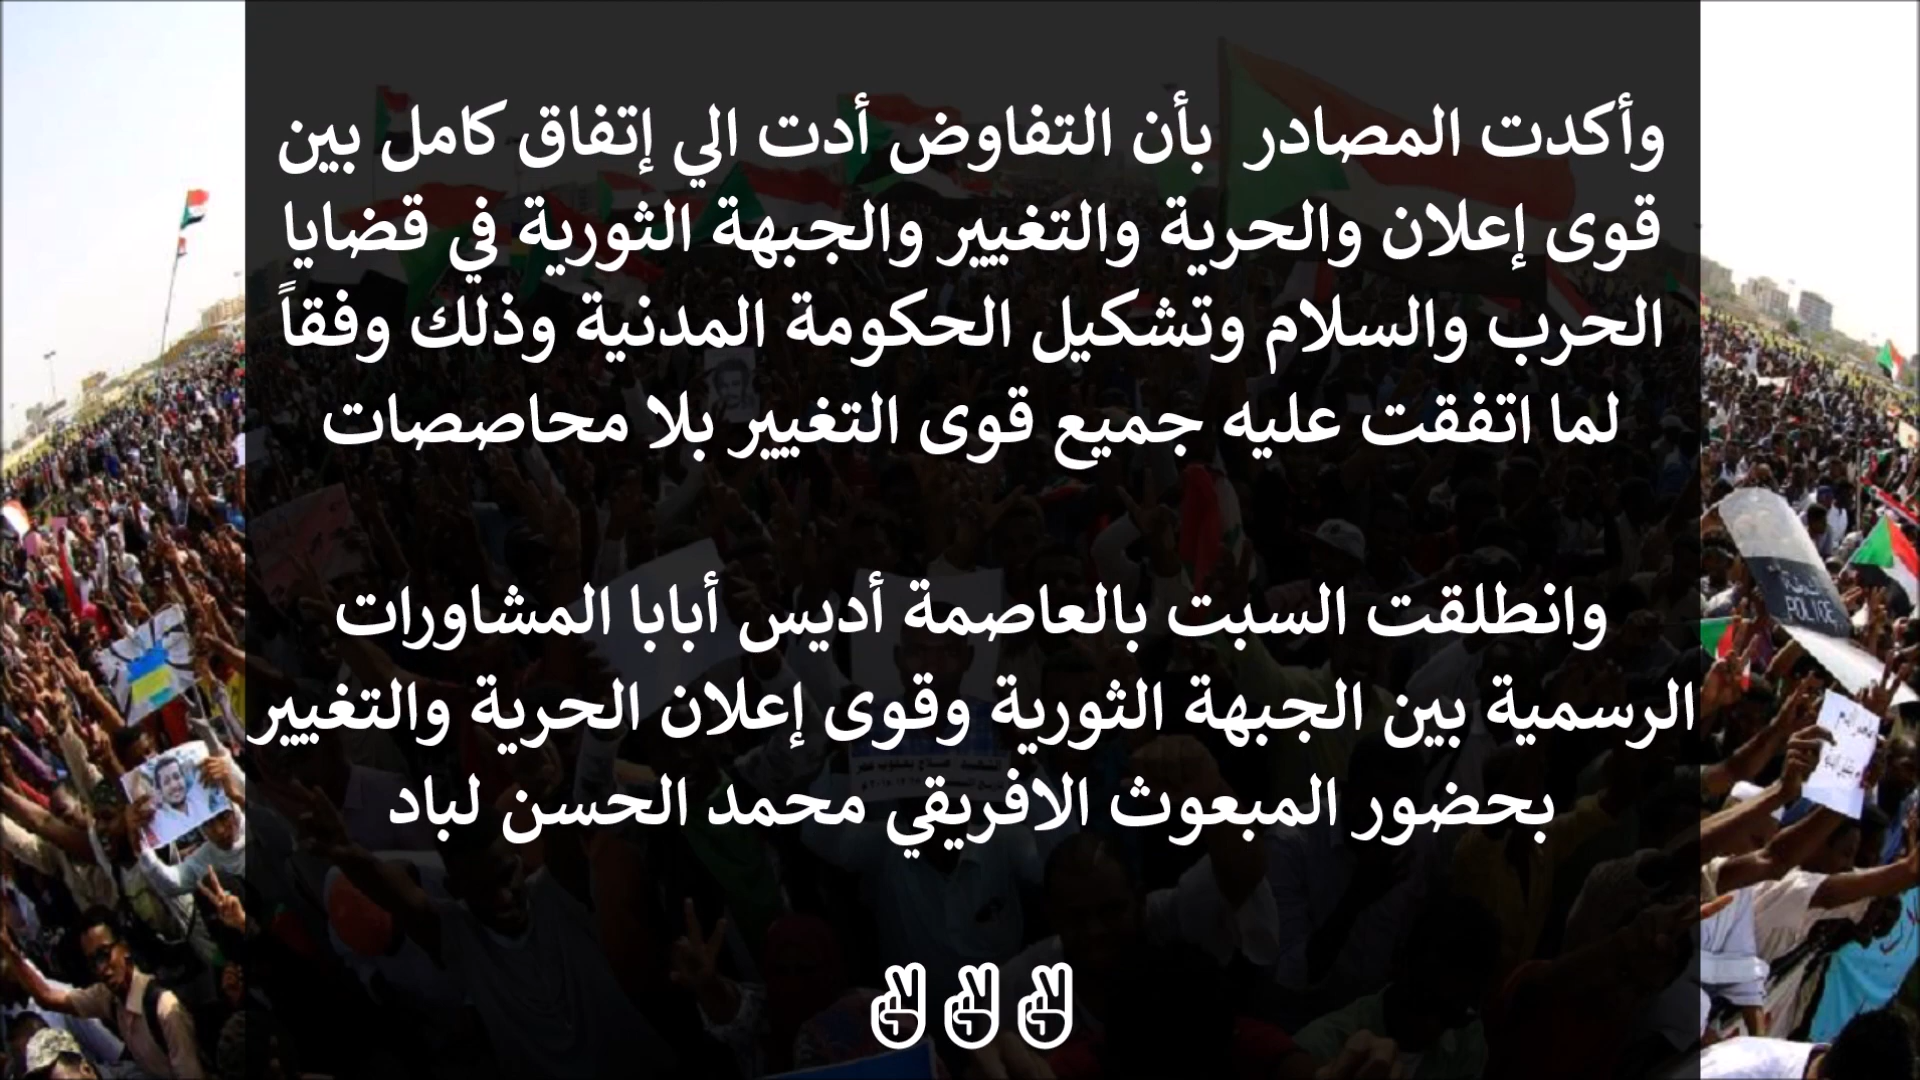 وأكدت المصادر  بأن التفاوض أدت الي إتفاق كامل بين
قوى إعلان والحرية والتغيير والجبهة الثورية في قضايا
الحرب والسلام وتشكيل الحكومة المدنية وذلك وفقاً
لما اتفقت عليه جميع قوى التغيير بلا محاصصات
وانطلقت السبت بالعاصمة أديس أبابا المشاورات
الرسمية بين الجبهة الثورية وقوى إعلان الحرية والتغيير
بحضور المبعوث الافريقي محمد الحسن لباد
✌✌✌
POLICE